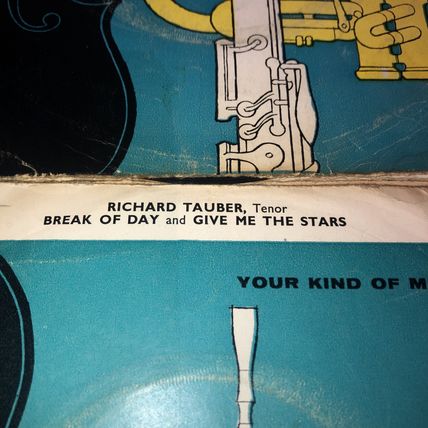 RICHARD TAUBER, Tenor
BREAK OF DAY and GIVE ME THE STARS
YOUR KIND OF M